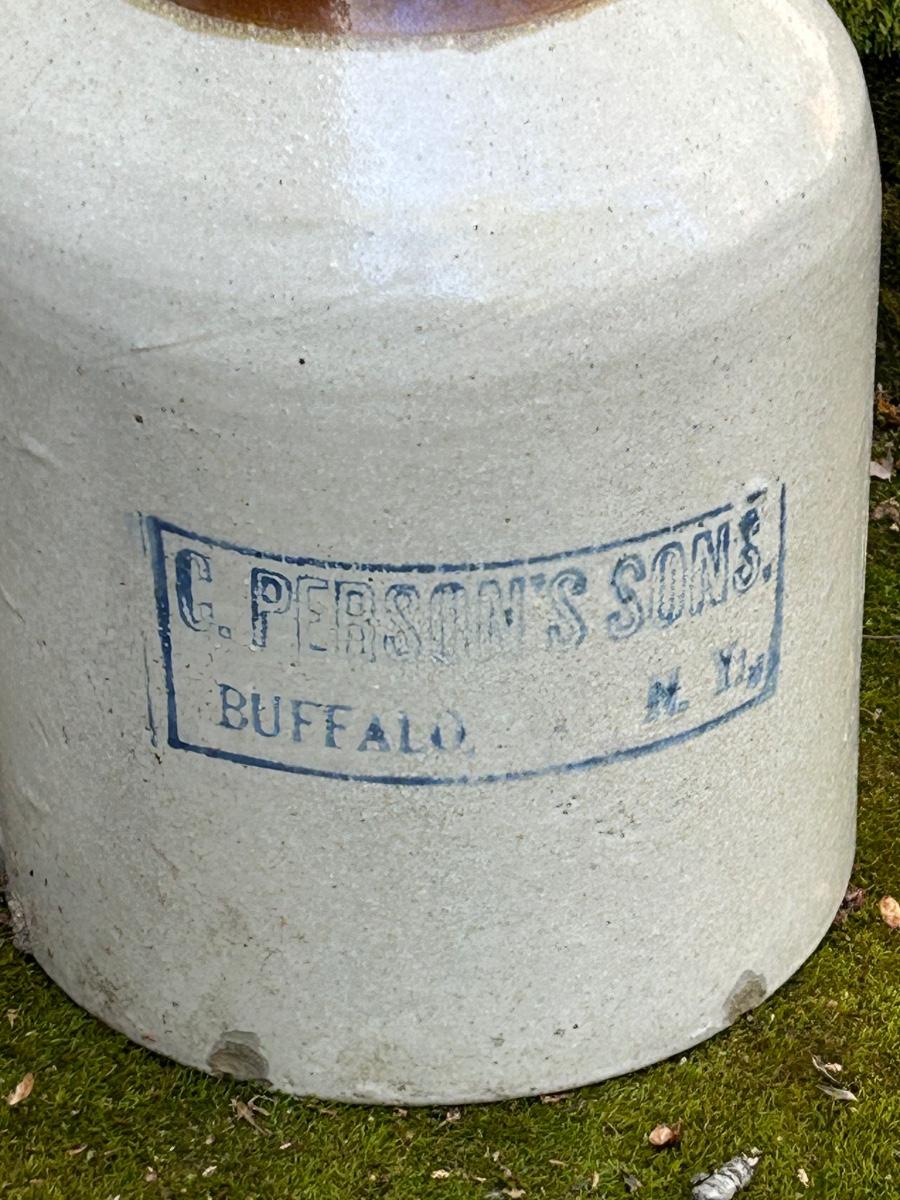 C. PERSON'S SONS.
BUFFALO, N. Y.